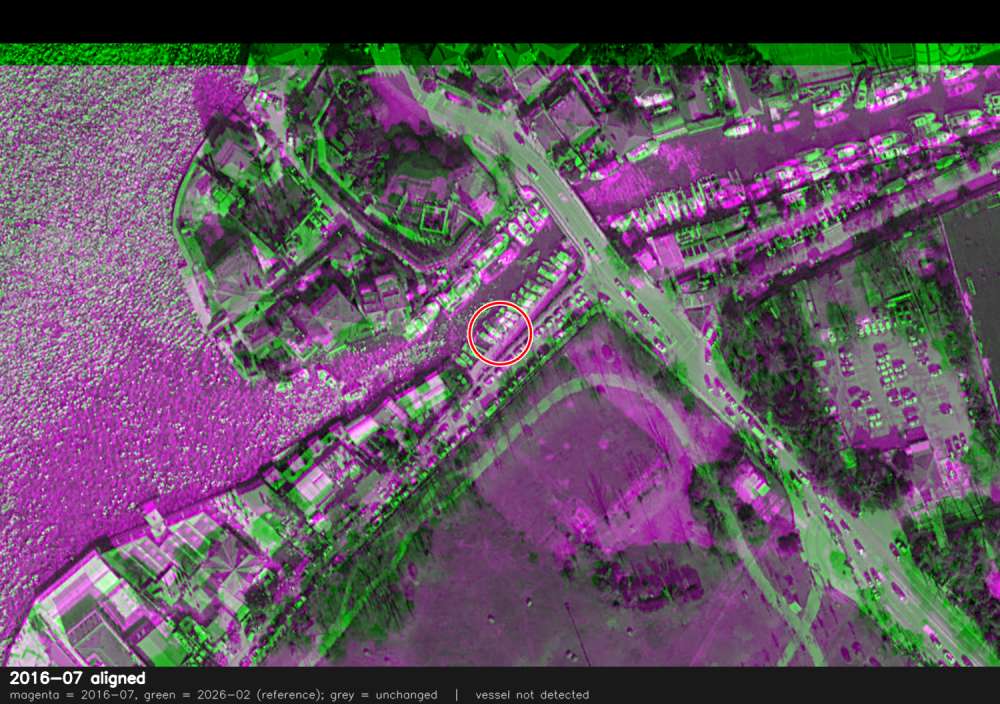 2016-07 aligned
magenta = 2016-07, green = 2026-02 (reference); grey = unchanged | vessel not detected